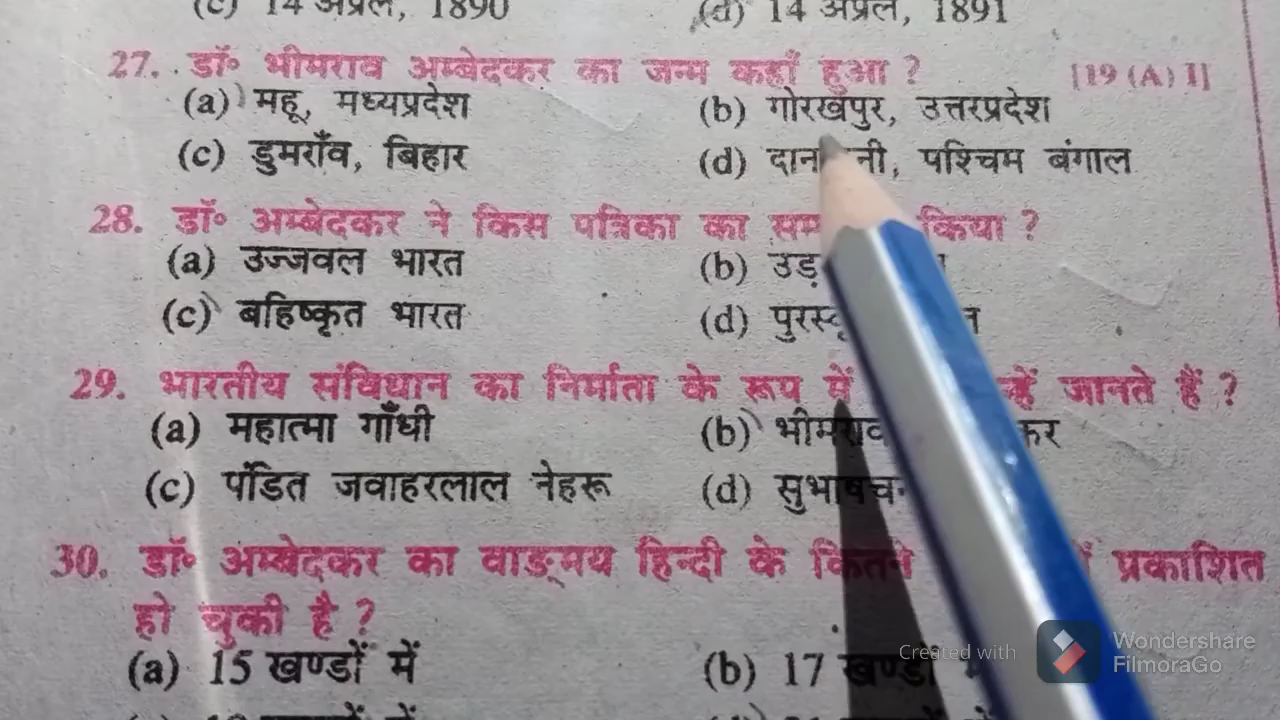 (c) 14 अप्रैल, 1890 (d) 14 अप्रैल, 1891
27. डॉ॰ भीमराव अम्बेदकर का जन्म कहाँ हुआ ? [19 (A) I]
(a) महू, मध्यप्रदेश (b) गोरखपुर, उत्तरप्रदेश
(c) डुमराँव, बिहार (d) पश्चिम बंगाल
28. डॉ॰ अम्बेदकर ने किस पत्रिका का किया ?
(a) उज्जवल भारत (b)
(c) बहिष्कृत भारत (d)
29. भारतीय संविधान का निर्माता के रूप में जानते हैं ?
(a) महात्मा गाँधी (b)
(c) पंडित जवाहरलाल नेहरू (d)
30. डॉ॰ अम्बेदकर का वाङ्मय हिन्दी के कितने प्रकाशित
हो चुकी है ?
(a) 15 खण्डों में (b) 17 खण्डों
Created with Wondershare FilmoraGo